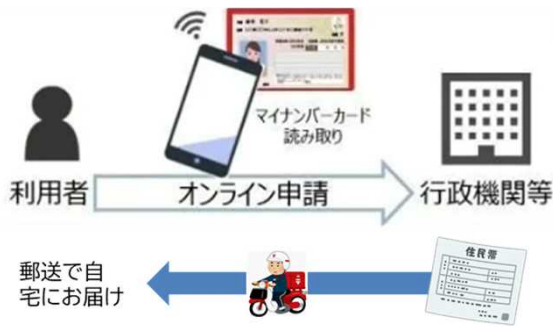 マイナンバーカード
読み取り
利用者
オンライン申請
行政機関等
住民票
郵送で自
宅にお届け